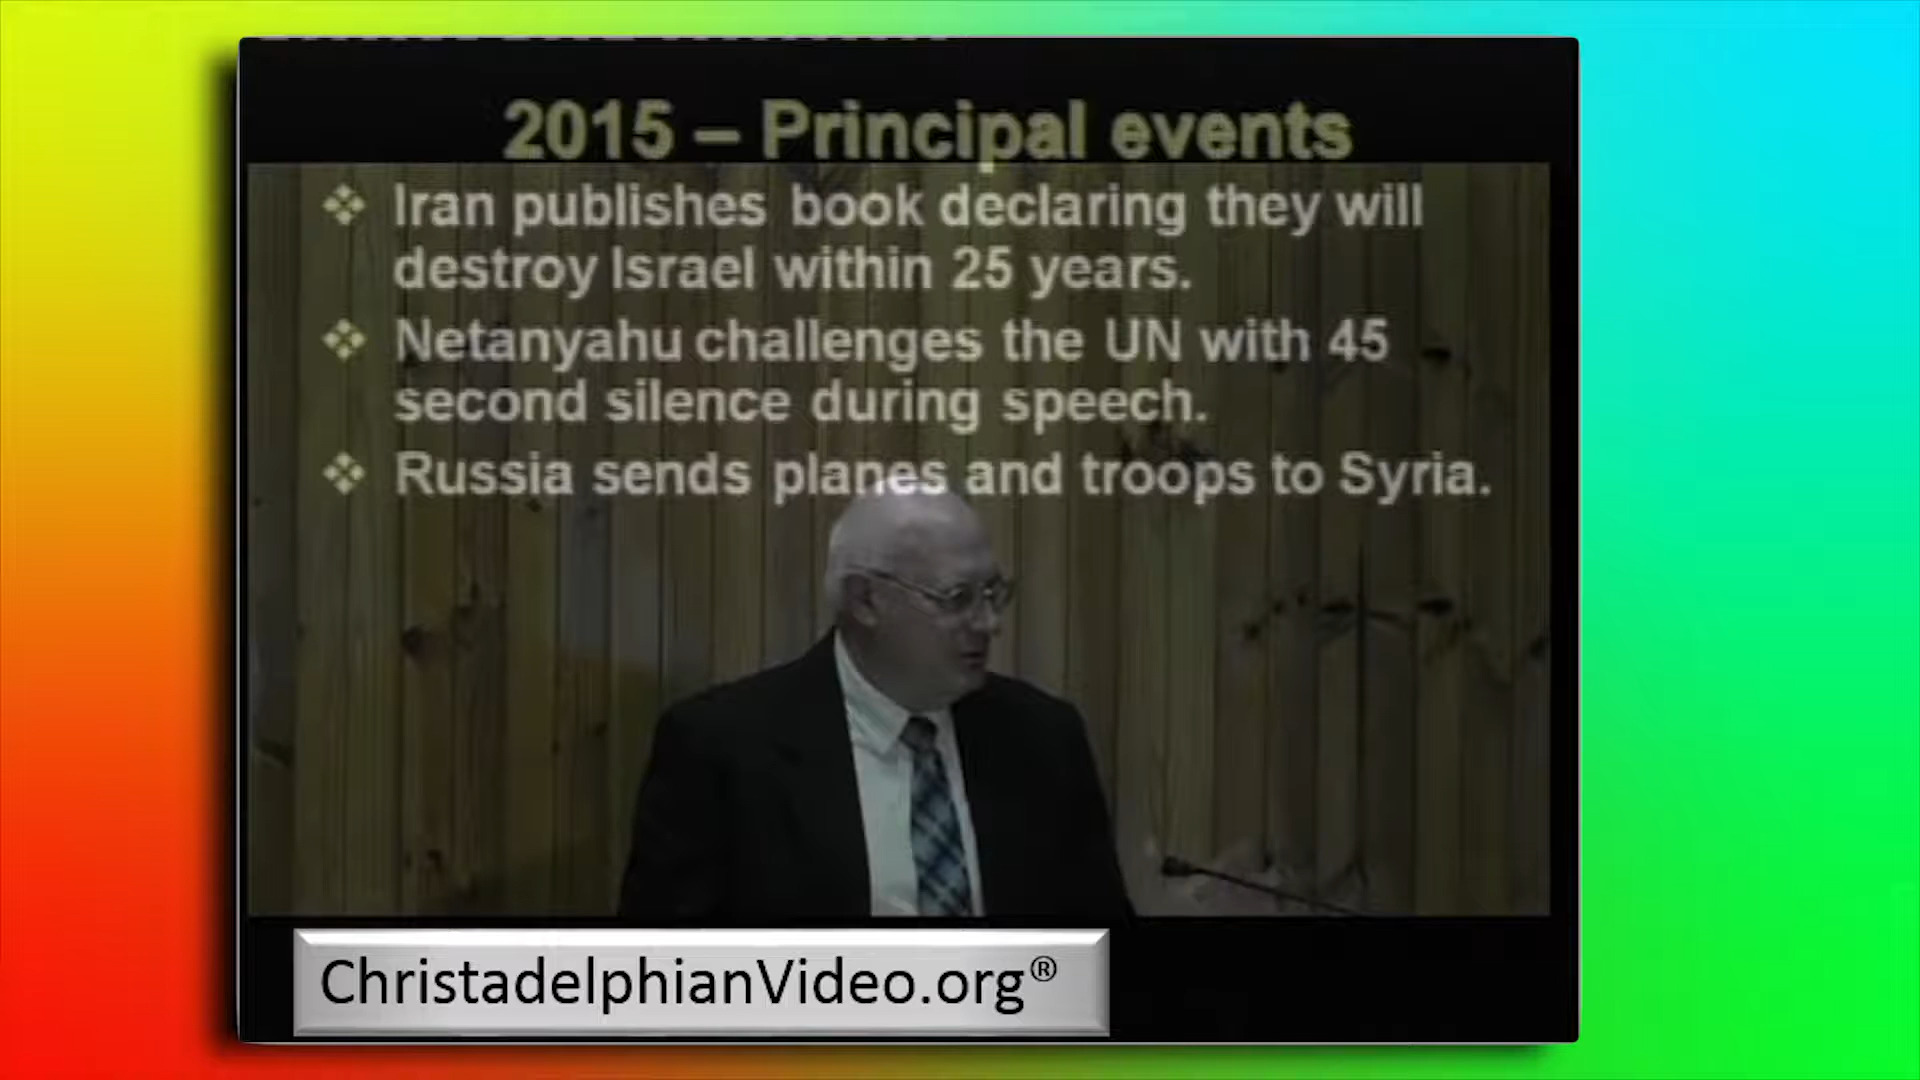 2015 – Principal events
❖ Iran publishes book declaring they will
destroy Israel within 25 years.
❖ Netanyahu challenges the UN with 45
second silence during speech.
❖ Russia sends planes and troops to Syria.
ChristadelphianVideo.org®